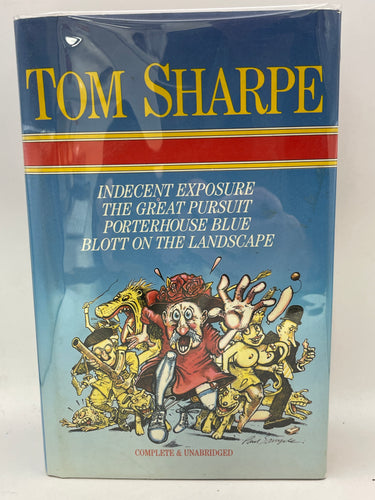 TOM SHARPE
INDECENT EXPOSURE
THE GREAT PURSUIT
PORTERHOUSE BLUE
BLOTT ON THE LANDSCAPE
COMPLETE & UNABRIDGED